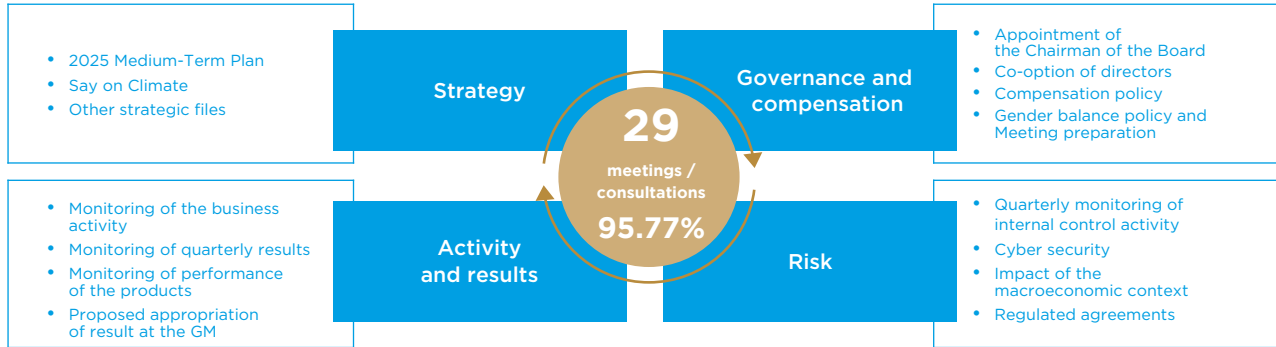 • 2025 Medium-Term Plan
• Say on Climate
• Other strategic files
Strategy
Governance and
compensation
• Appointment of
the Chairman of the Board
• Co-option of directors
• Compensation policy
• Gender balance policy and
Meeting preparation
29
meetings /
consultations
95.77%
• Monitoring of the business
activity
• Monitoring of quarterly results
• Monitoring of performance
of the products
• Proposed appropriation
of result at the GM
Activity
and results
Risk
• Quarterly monitoring of
internal control activity
• Cyber security
• Impact of the
macroeconomic context
• Regulated agreements